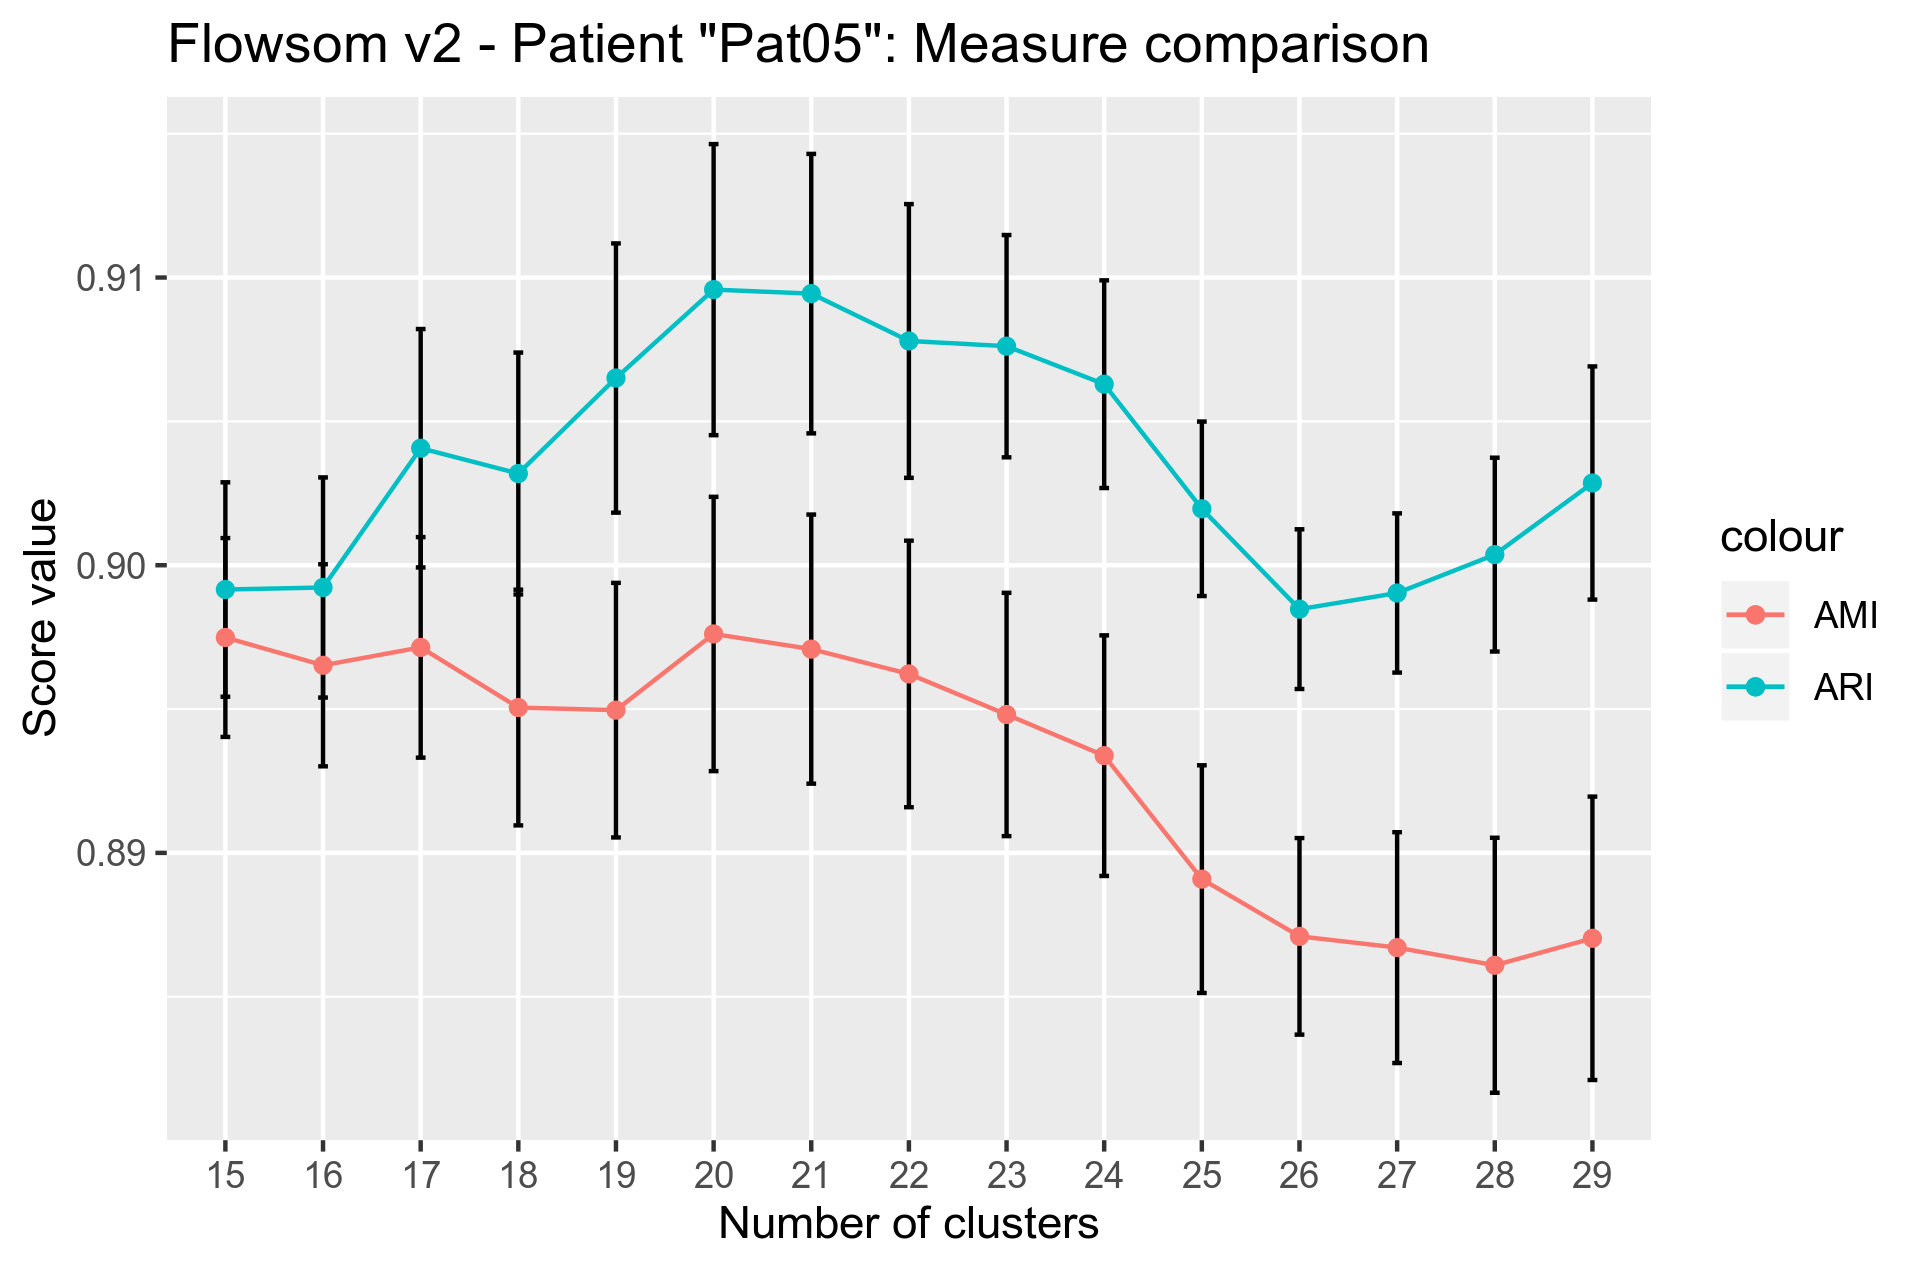 Flowsom v2 - Patient "Pat05": Measure comparison
Score value
0.91
0.90
0.89
15 16 17 18 19 20 21 22 23 24 25 26 27 28 29
Number of clusters
colour
AMI
ARI